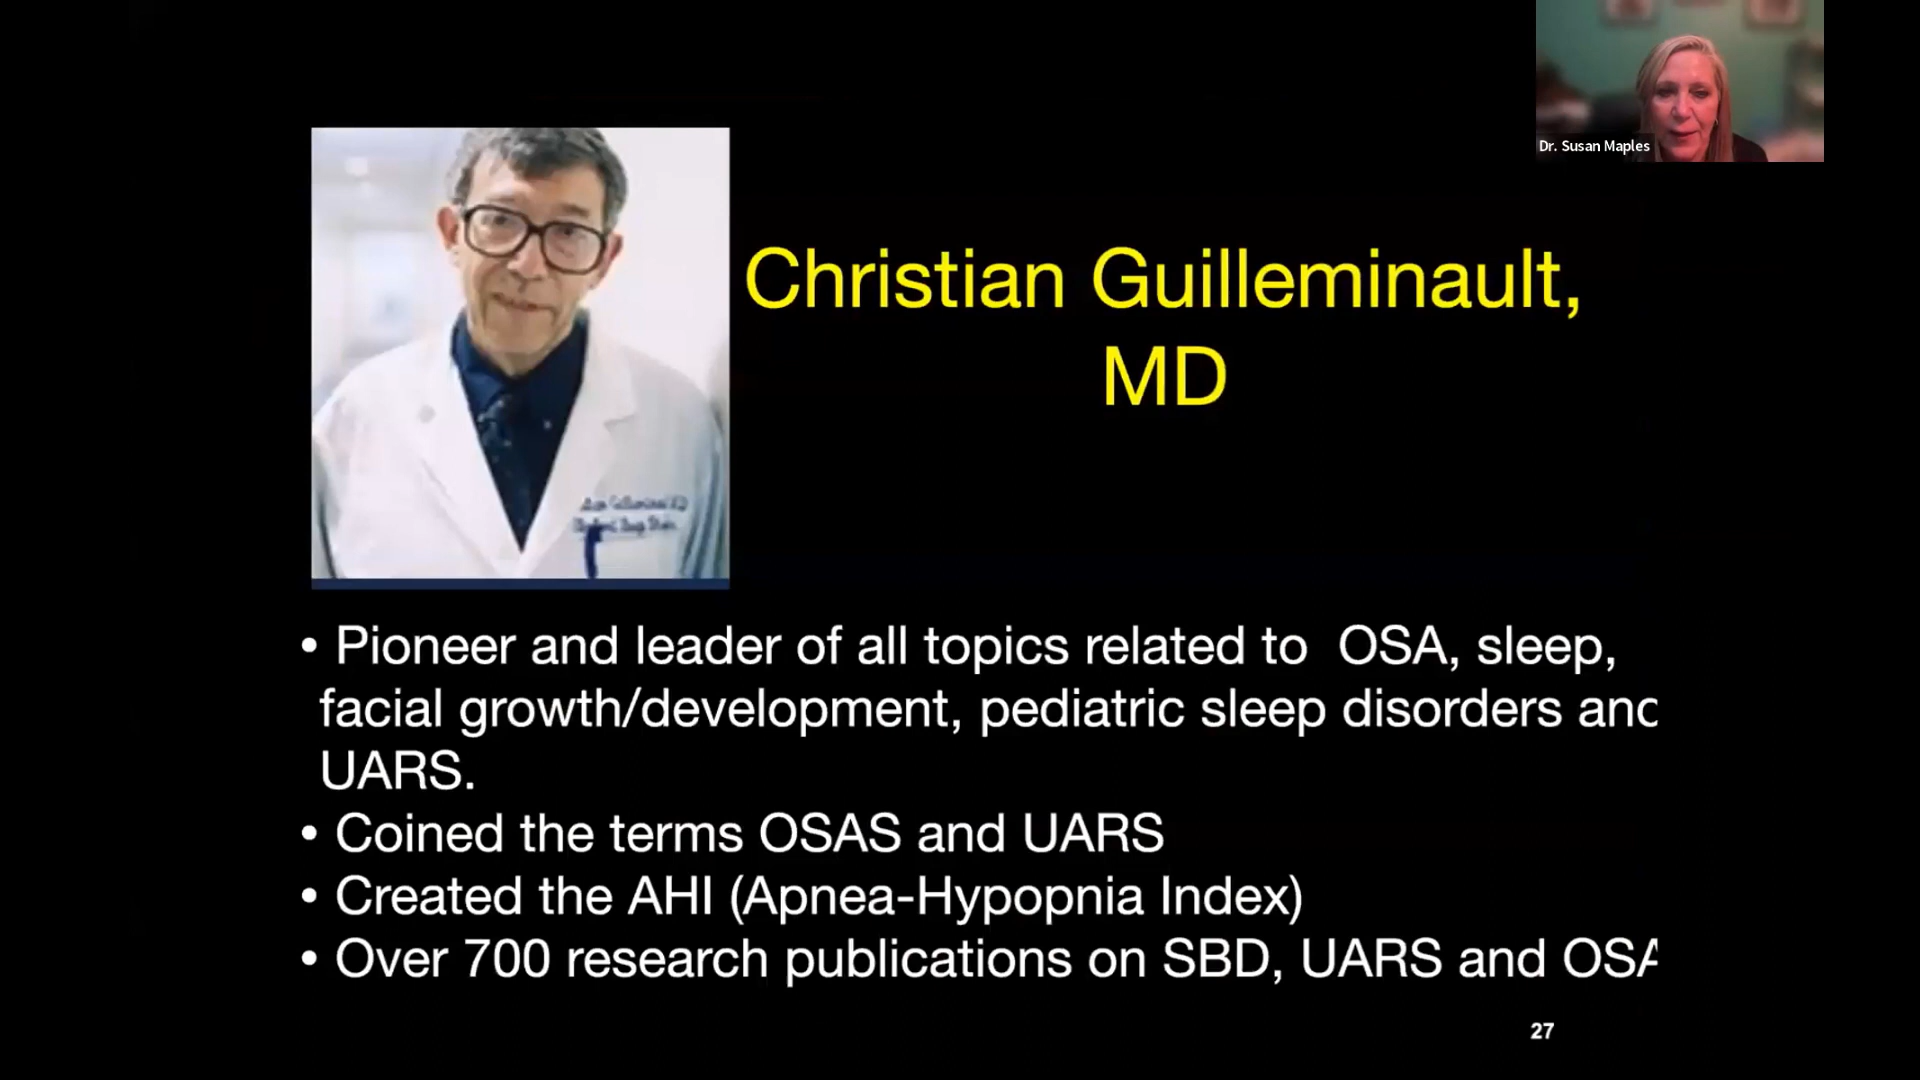 Dr. Susan Maples
Christian Guilleminault,
MD
• Pioneer and leader of all topics related to OSA, sleep,
facial growth/development, pediatric sleep disorders and
UARS.
• Coined the terms OSAS and UARS
• Created the AHI (Apnea-Hypopnia Index)
• Over 700 research publications on SBD, UARS and OSA
27